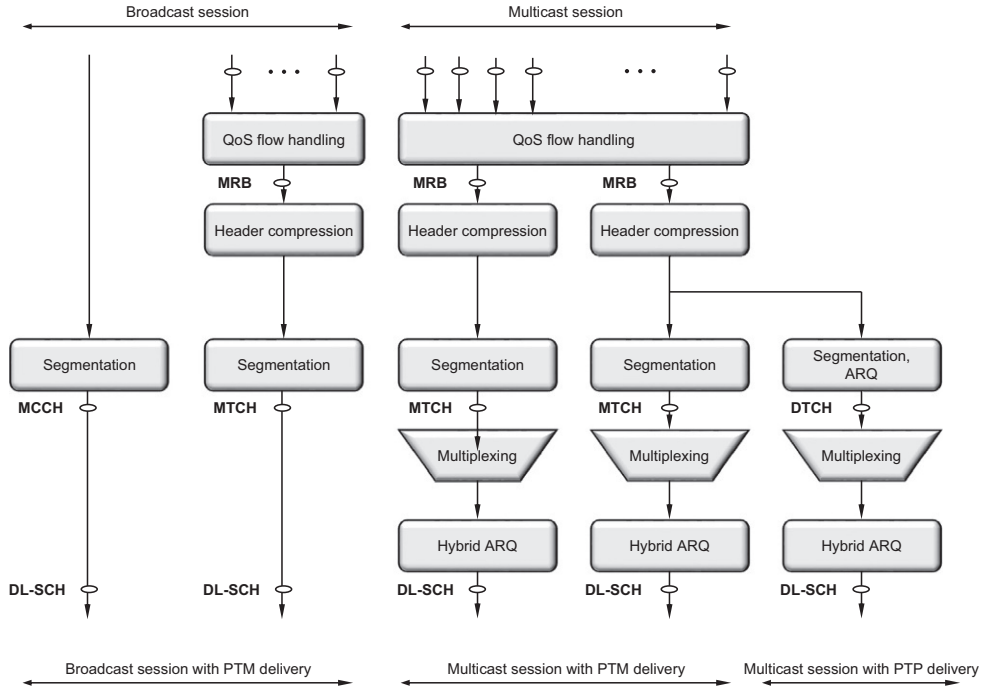 Broadcast session
Multicast session
QoS flow handling
QoS flow handling
MRB
MRB
MRB
Header compression
Header compression
Header compression
Segmentation
Segmentation
Segmentation
Segmentation
Segmentation,
ARQ
MCCH
MTCH
MTCH
MTCH
DTCH
Multiplexing
Multiplexing
Multiplexing
Hybrid ARQ
Hybrid ARQ
Hybrid ARQ
DL-SCH
DL-SCH
DL-SCH
DL-SCH
DL-SCH
Broadcast session with PTM delivery
Multicast session with PTM delivery
Multicast session with PTP delivery